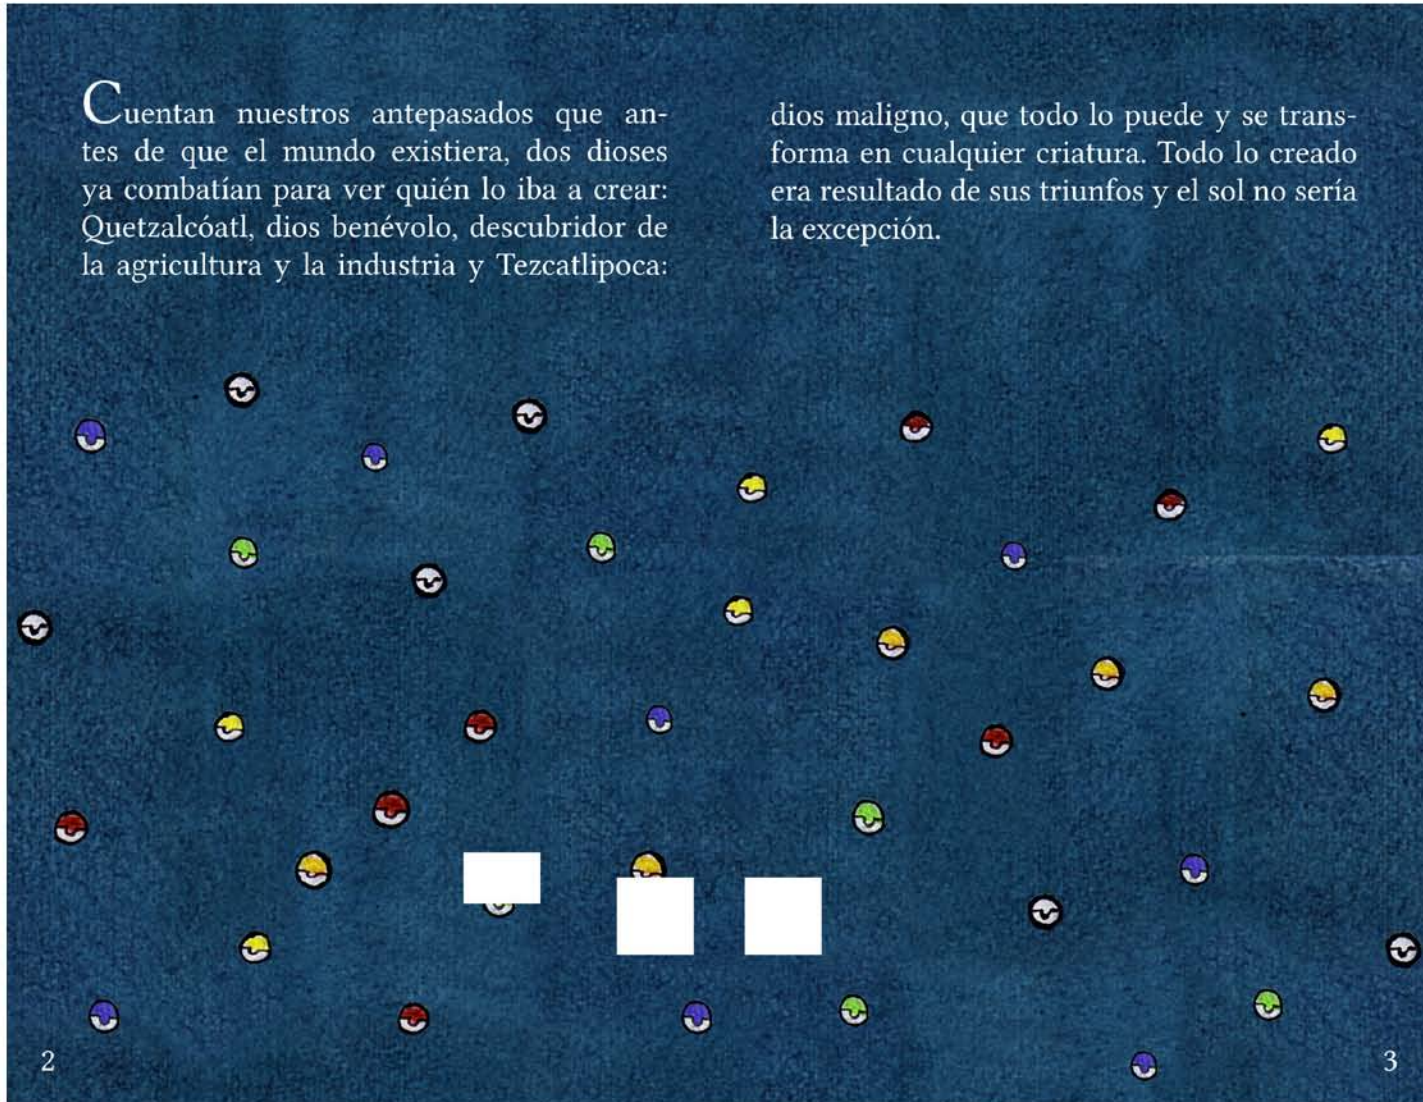 Cuentan nuestros antepasados que an-
tes de que el mundo existiera, dos dioses
ya combatían para ver quién lo iba a crear:
Quetzalcóatl, dios benévolo, descubridor de
la agricultura y la industria y Tezcatlipoca:
dios maligno, que todo lo puede y se trans-
forma en cualquier criatura. Todo lo creado
era resultado de sus triunfos y el sol no sería
la excepción.
2
3